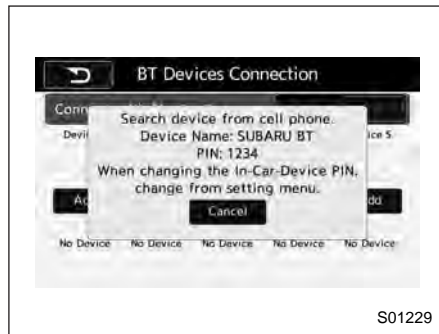 BT Devices Connection
Search device from cell phone.
Device Name: SUBARU BT
PIN: 1234
When changing the In-Car-Device PIN,
change from setting menu.
Cancel
No Device No Device No Device No Device No Device
S01229